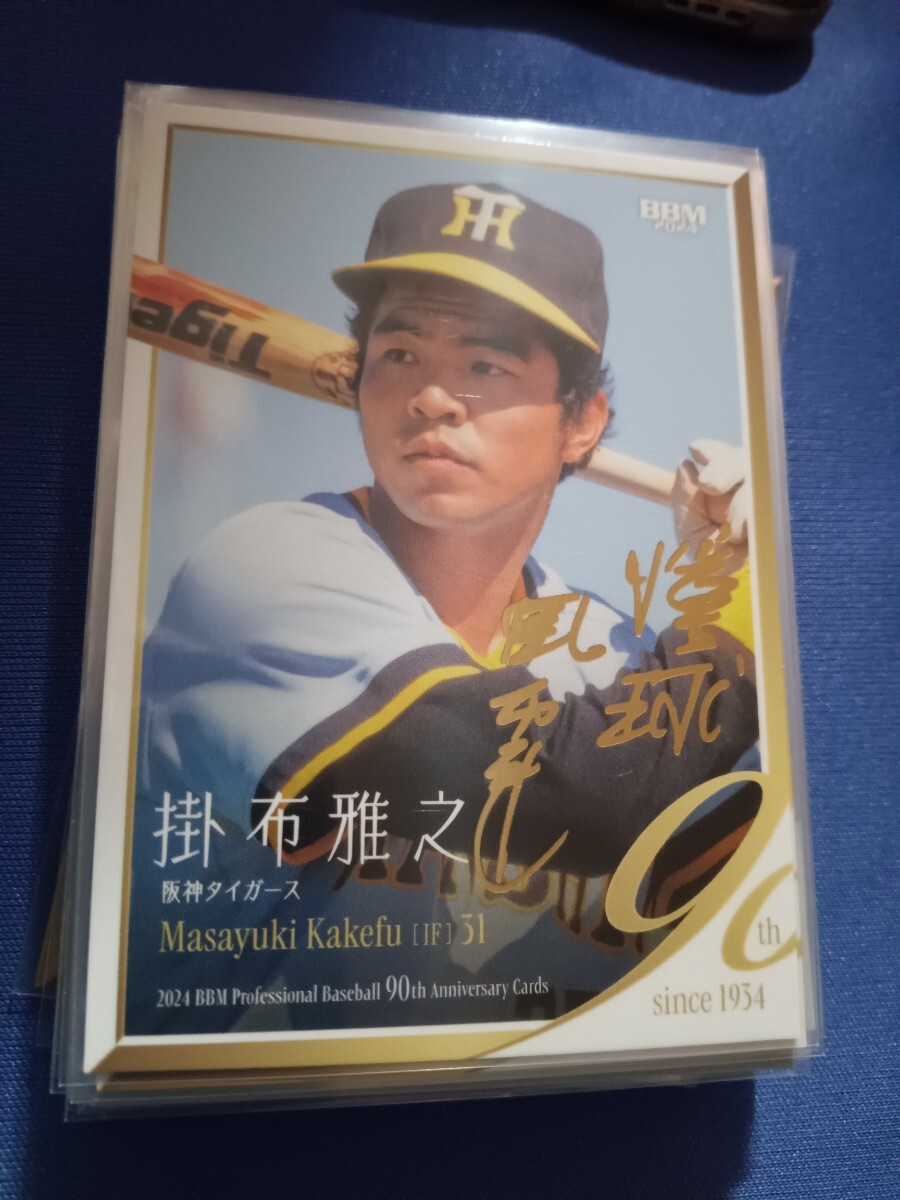 BBM
2024
Tige
掛布雅之
阪神タイガース
Masayuki Kakefu [IF] 31
2024 BBM Professional Baseball 90th Anniversary Cards
90th
since 1934